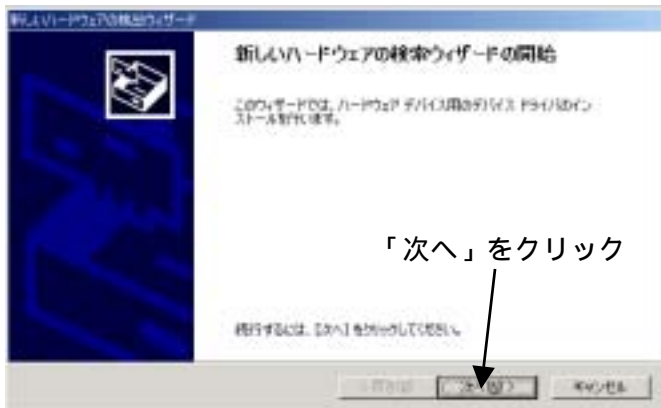 新しいハードウェアの検出ウィザード
新しいハードウェアの検索ウィザードの開始
このウィザードでは、ハードウェア デバイス用のデバイス ドライバのイン
ストールを行います。
「次へ」をクリック
続行するには、[次へ] をクリックしてください。
< 戻る(B)
次へ(N) >
キャンセル